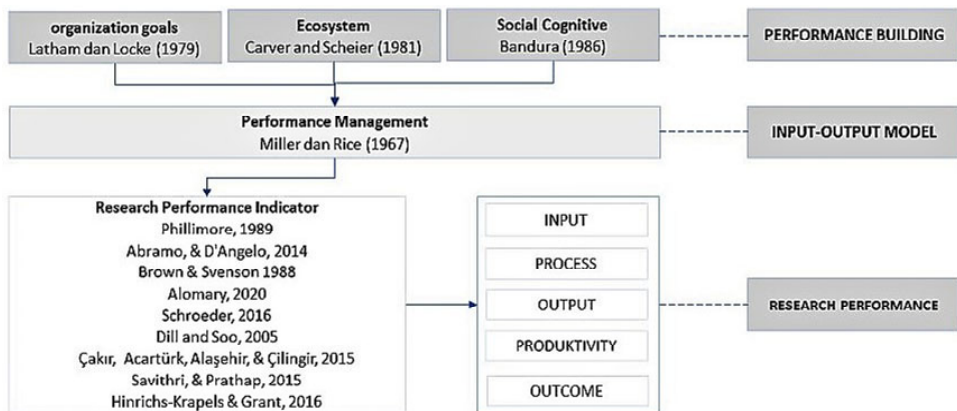 organization goals
Latham dan Locke (1979)
Ecosystem
Carver and Scheier (1981)
Social Cognitive
Bandura (1986)
PERFORMANCE BUILDING
Performance Management
Miller dan Rice (1967)
INPUT-OUTPUT MODEL
Research Performance Indicator
Phillimore, 1989
Abramo, & D'Angelo, 2014
Brown & Svenson 1988
Alomary, 2020
Schroeder, 2016
Dill and Soo, 2005
Çakır, Acartürk, Alaşehir, & Çilingir, 2015
Savithri, & Prathap, 2015
Hinrichs-Krapels & Grant, 2016
INPUT
PROCESS
OUTPUT
PRODUKTIVITY
OUTCOME
RESEARCH PERFORMANCE